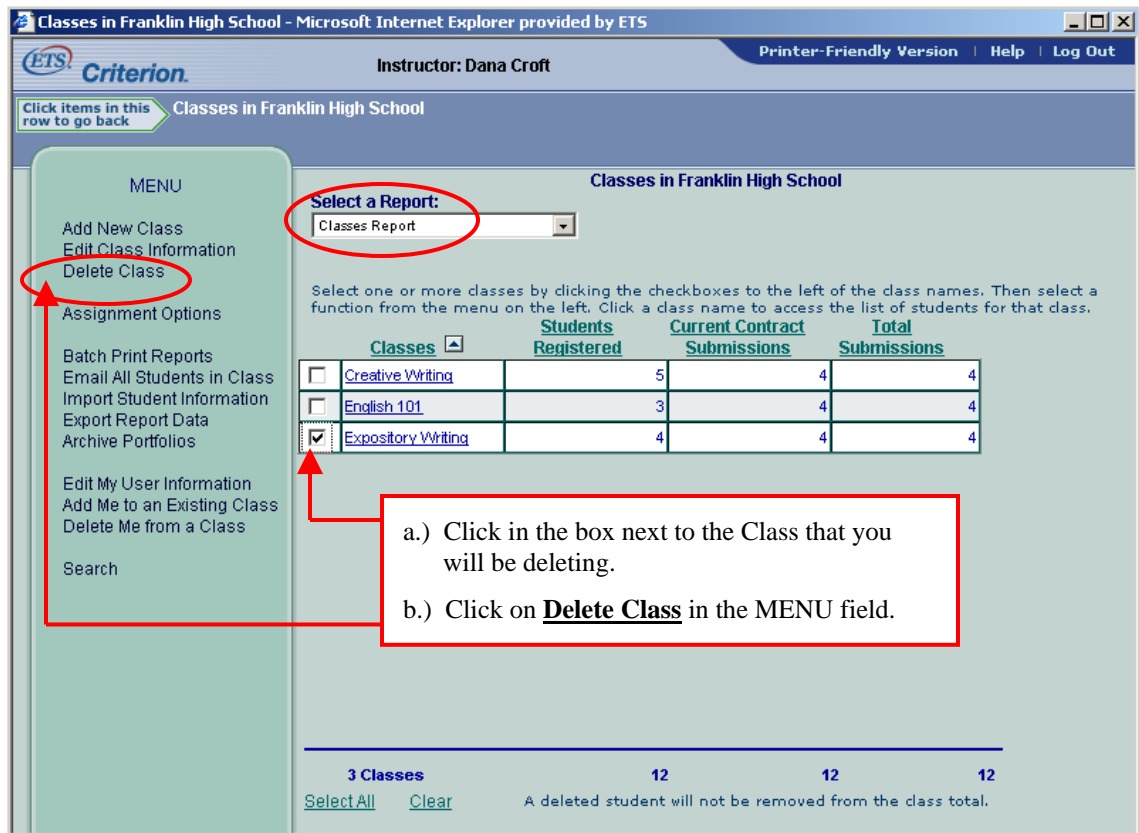 Classes in Franklin High School - Microsoft Internet Explorer provided by ETS
ETS Criterion.
Instructor: Dana Croft
Printer-Friendly Version | Help | Log Out
Click items in this
row to go back
Classes in Franklin High School
MENU
Add New Class
Edit Class Information
Delete Class
Assignment Options
Batch Print Reports
Email All Students in Class
Import Student Information
Export Report Data
Archive Portfolios
Edit My User Information
Add Me to an Existing Class
Delete Me from a Class
Search
Classes in Franklin High School
Select a Report:
Classes Report
Select one or more classes by clicking the checkboxes to the left of the class names. Then select a
function from the menu on the left. Click a class name to access the list of students for that class.
Classes Students Registered Current Contract Submissions Total Submissions
Creative Writing 5 4 4
English 101 3 4 4
Expository Writing 4 4 4
a.) Click in the box next to the Class that you
will be deleting.
b.) Click on Delete Class in the MENU field.
3 Classes 12 12 12
Select All Clear A deleted student will not be removed from the class total.